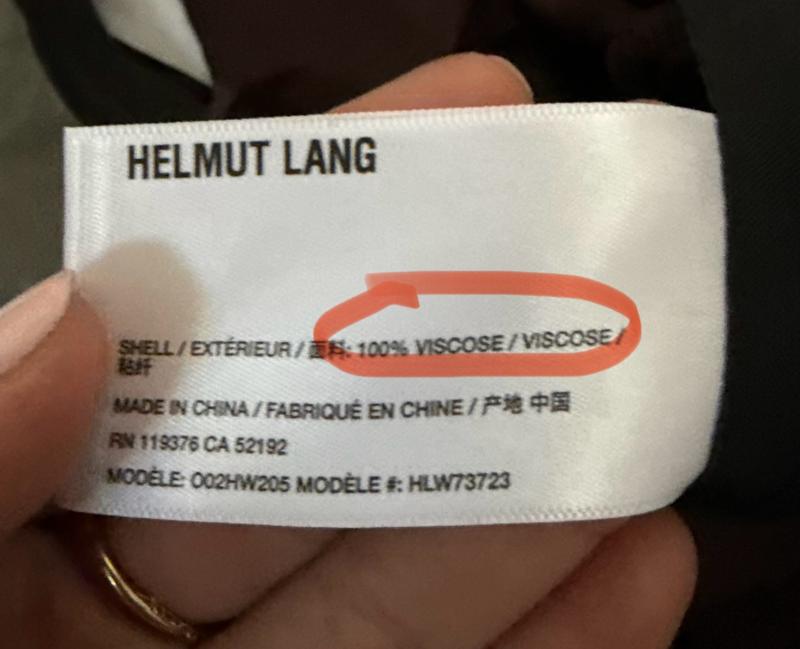 HELMUT LANG
SHELL / EXTÉRIEUR / 面料: 100% VISCOSE / VISCOSE /
粘纤
MADE IN CHINA / FABRIQUÉ EN CHINE / 产地 中国
RN 119376 CA 52192
MODÈLE: O02HW205 MODÈLE #: HLW73723